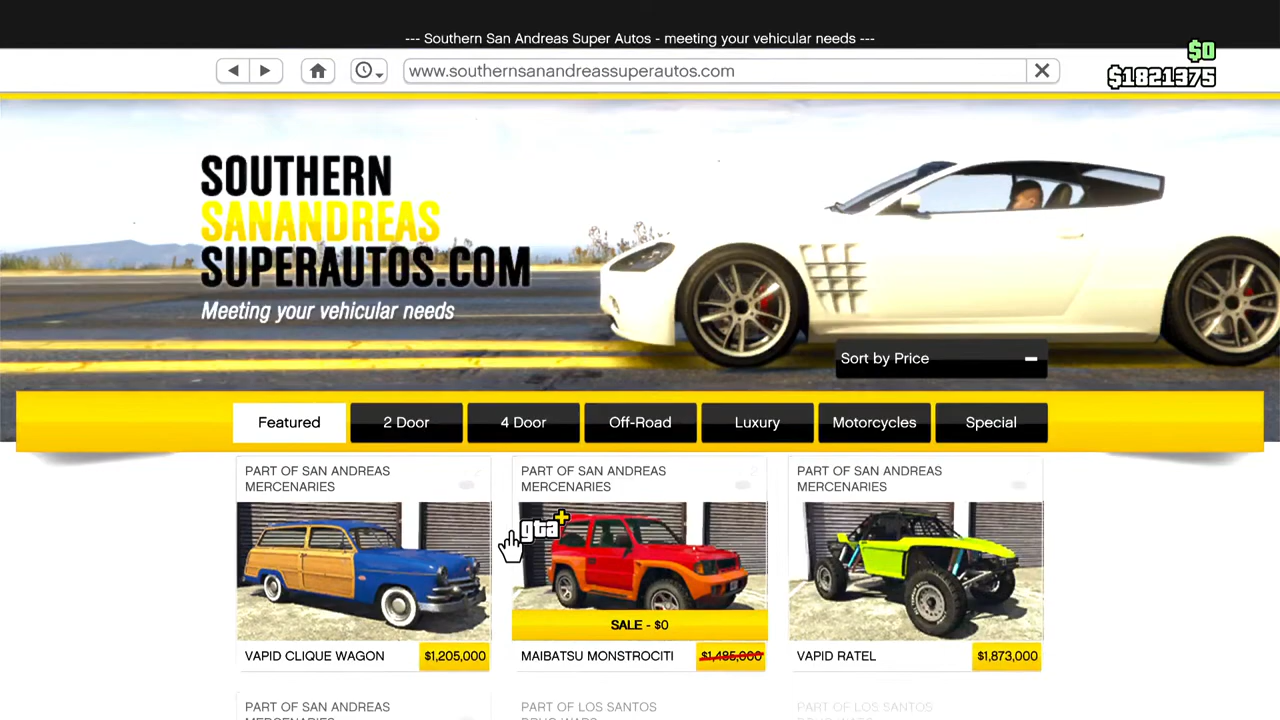 --- Southern San Andreas Super Autos - meeting your vehicular needs ---
$0
www.southernsanandreassuperautos.com
$1821375
SOUTHERN
SANANDREAS
SUPERAUTOS.COM
Meeting your vehicular needs
Sort by Price
Featured
2 Door
4 Door
Off-Road
Luxury
Motorcycles
Special
PART OF SAN ANDREAS
MERCENARIES
PART OF SAN ANDREAS
MERCENARIES
PART OF SAN ANDREAS
MERCENARIES
gta+
SALE - $0
VAPID CLIQUE WAGON
$1,205,000
MAIBATSU MONSTROCITI
$1,485,000
VAPID RATEL
$1,873,000
PART OF SAN ANDREAS
MERCENARIES
PART OF LOS SANTOS
DRUG WARS
PART OF LOS SANTOS
DRUG WARS